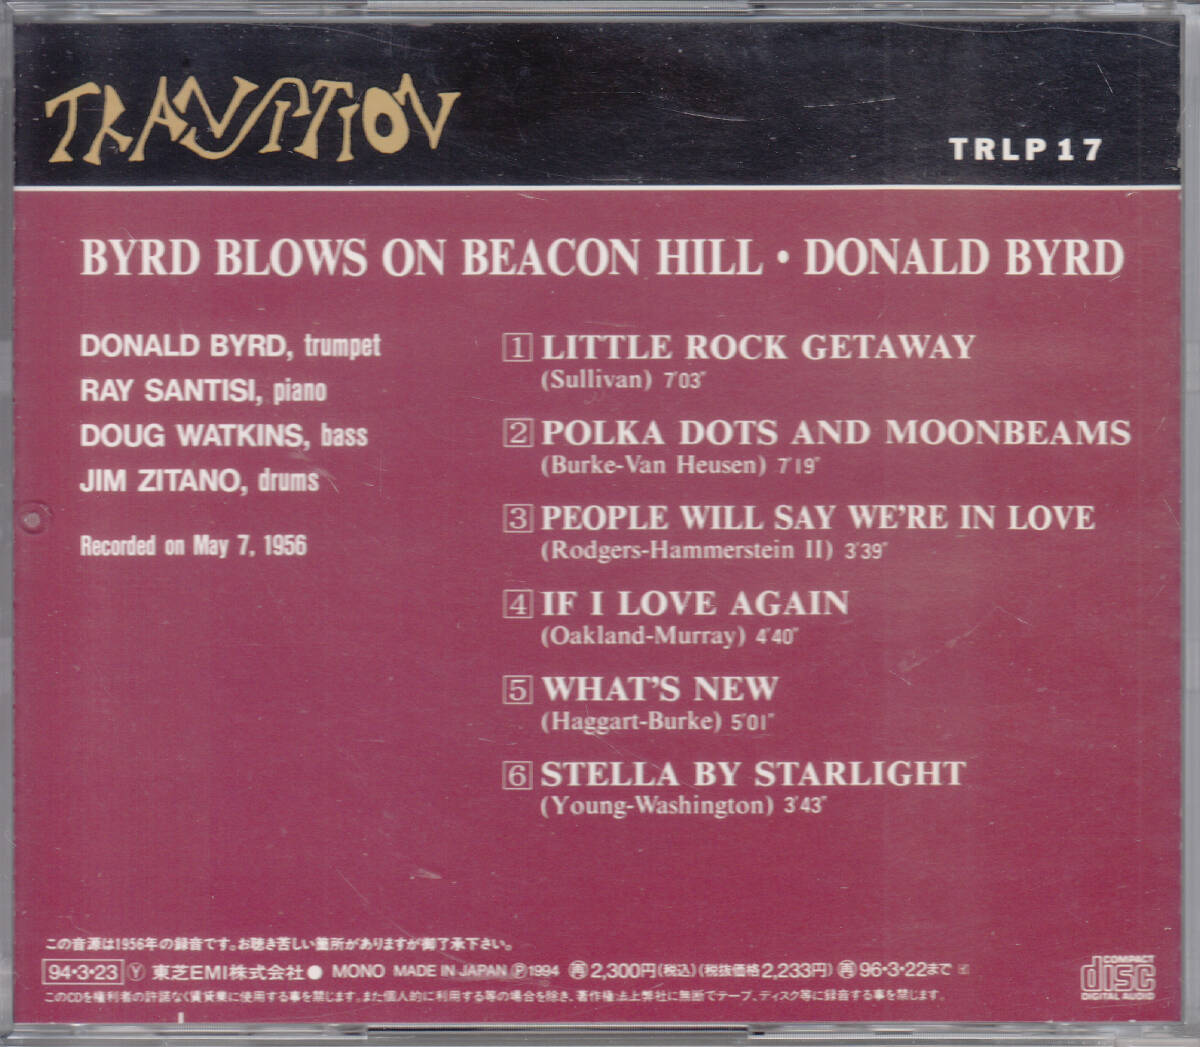 TRANSITION
TRLP 17
BYRD BLOWS ON BEACON HILL • DONALD BYRD
DONALD BYRD, trumpet
RAY SANTISI, piano
DOUG WATKINS, bass
JIM ZITANO, drums
Recorded on May 7, 1956
1 LITTLE ROCK GETAWAY
(Sullivan) 7'03"
2 POLKA DOTS AND MOONBEAMS
(Burke-Van Heusen) 7'19"
3 PEOPLE WILL SAY WE'RE IN LOVE
(Rodgers-Hammerstein II) 3'39"
4 IF I LOVE AGAIN
(Oakland-Murray) 4'40"
5 WHAT'S NEW
(Haggart-Burke) 5'01"
6 STELLA BY STARLIGHT
(Young-Washington) 3'43"
この音源は1956年の録音です。お聴き苦しい箇所がありますが御了承下さい。
94・3・23 Ⓨ 東芝EMI株式会社● MONO MADE IN JAPAN Ⓟ1994 再 2,300円(税込)(税抜価格2,233円) 再 96・3・22まで
このCDを権利者の許諾なく賃貸業に使用する事を禁じます。また個人的に利用する等の場合を除き、著作権法上弊社に無断でテープ、ディスク等に録音する事を禁じます。
COMPACT
disc
DIGITAL AUDIO